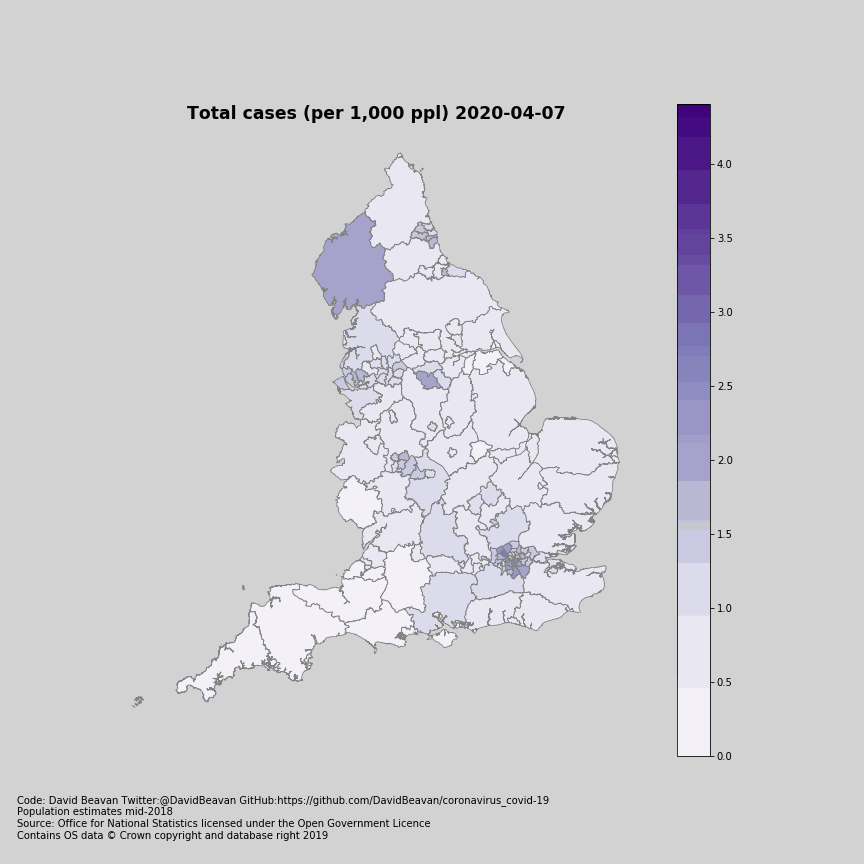 Total cases (per 1,000 ppl) 2020-04-07
4.0
3.5
3.0
2.5
2.0
1.5
1.0
0.5
0.0
Code: David Beavan Twitter:@DavidBeavan GitHub:https://github.com/DavidBeavan/coronavirus_covid-19
Population estimates mid-2018
Source: Office for National Statistics licensed under the Open Government Licence
Contains OS data © Crown copyright and database right 2019